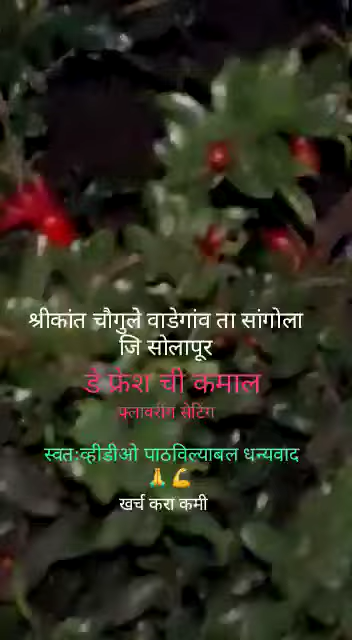 श्रीकांत चौगुले वाडेगांव ता सांगोला
जि सोलापूर
डे फ्रेश ची कमाल
फ्लावरींग सेटिंग
स्वत:व्हीडीओ पाठविल्याबल धन्यवाद
🙏💪
खर्च करा कमी